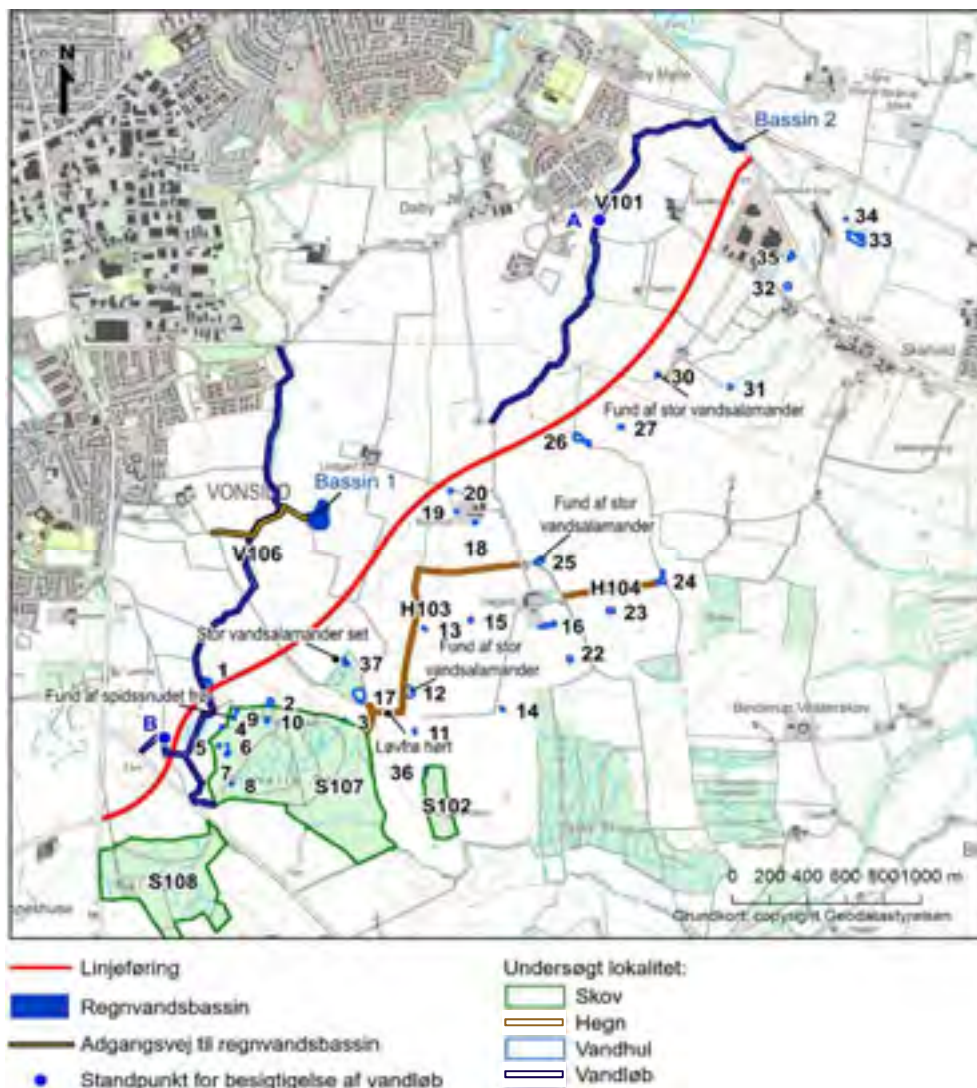 N
Bassin 2
V101
A
Dalby
34
33
35
32
30
31
Fund af stor vandsalamander
27
26
VONSILD
Bassin 1
20
19
18
Fund af stor
vandsalamander
V106
25
H104
24
H103
23
13
15
16
Stor vandsalamander set
Fund af stor
vandsalamander
37
22
1
Fund af spidssnudet frø
2
17
12
14
B
4
9
10
3
11
5
6
Løvfrø hørt
7
8
36
S107
S102
S108
0 200 400 600 800 1000 m
Grundkort: copyright Geodatastyrelsen
Linjeføring
Regnvandsbassin
Adgangsvej til regnvandsbassin
Standpunkt for besigtigelse af vandløb
Undersøgt lokalitet:
Skov
Hegn
Vandhul
Vandløb